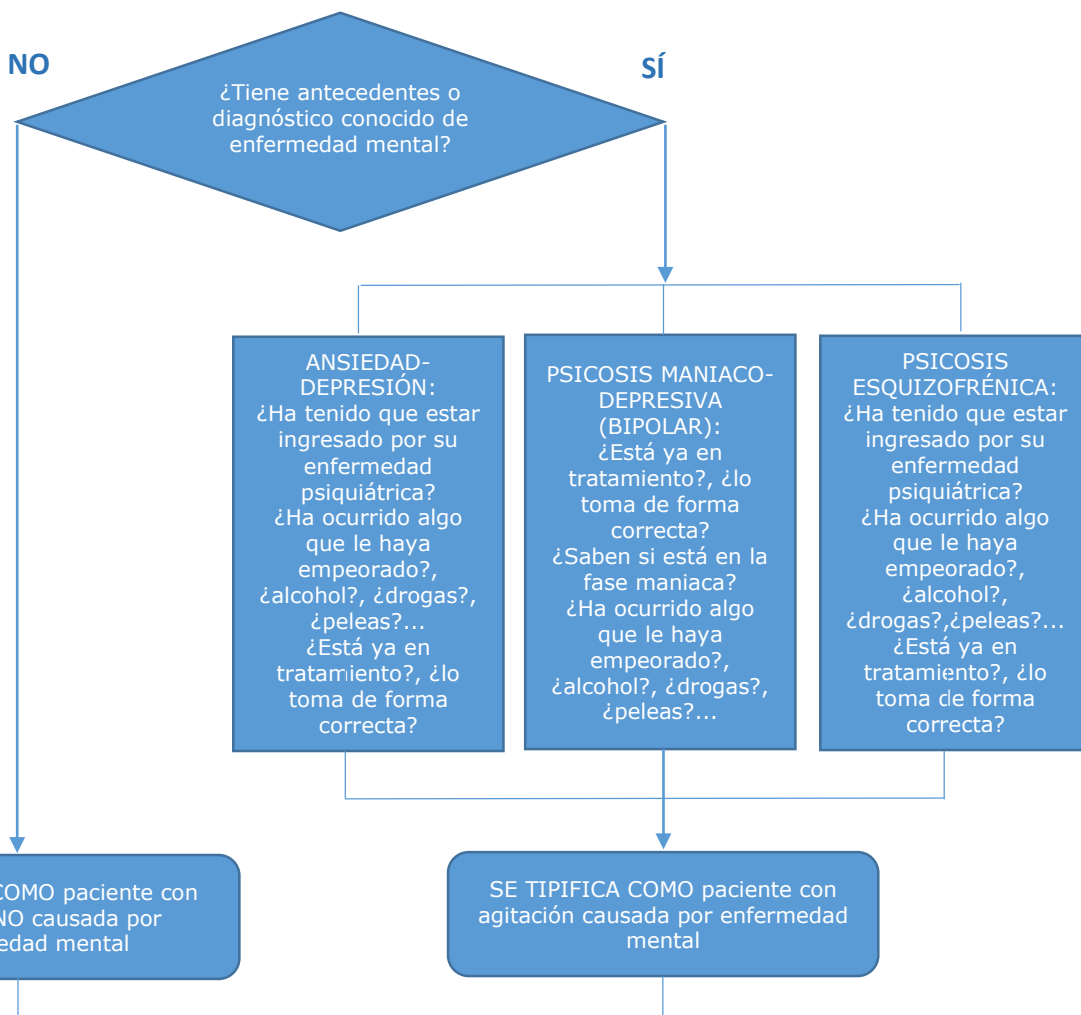 NO
SÍ
¿Tiene antecedentes o
diagnóstico conocido de
enfermedad mental?
ANSIEDAD-
DEPRESIÓN:
¿Ha tenido que estar
ingresado por su
enfermedad
psiquiátrica?
¿Ha ocurrido algo
que le haya
empeorado?,
¿alcohol?, ¿drogas?,
¿peleas?...
¿Está ya en
tratamiento?, ¿lo
toma de forma
correcta?
PSICOSIS MANIACO-
DEPRESIVA
(BIPOLAR):
¿Está ya en
tratamiento?, ¿lo
toma de forma
correcta?
¿Saben si está en la
fase maniaca?
¿Ha ocurrido algo
que le haya
empeorado?,
¿alcohol?, ¿drogas?,
¿peleas?...
PSICOSIS
ESQUIZOFRÉNICA:
¿Ha tenido que estar
ingresado por su
enfermedad
psiquiátrica?
¿Ha ocurrido algo
que le haya
empeorado?,
¿alcohol?,
¿drogas?,¿peleas?...
¿Está ya en
tratamiento?, ¿lo
toma de forma
correcta?
COMO paciente con
NO causada por
edad mental
SE TIPIFICA COMO paciente con
agitación causada por enfermedad
mental